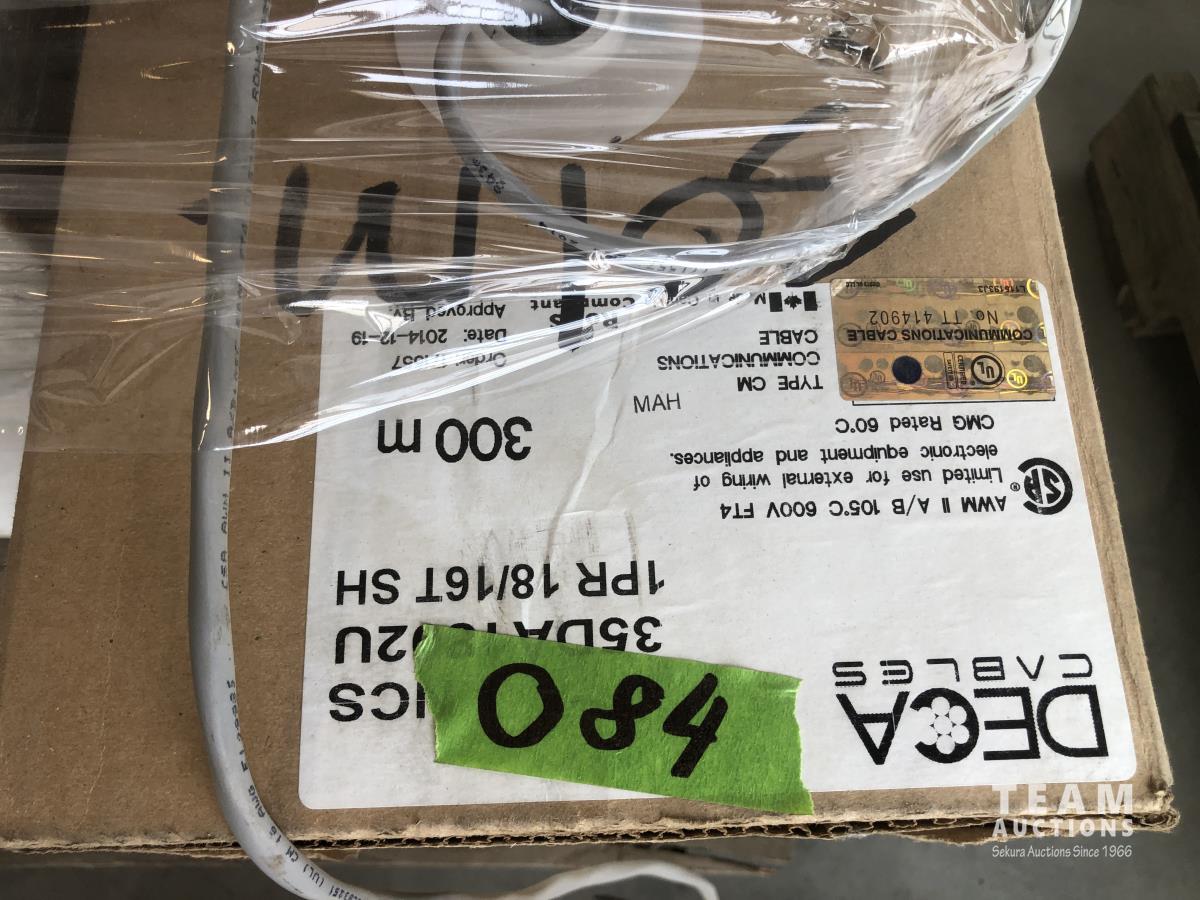 DECA
CABLES
480
1PR 18/16T SH
AWM II A/B 105°C 600V FT4
Limited use for external wiring of
electronic equipment and appliances.
CMG Rated 60°C
300 m
MAH
TYPE CM
COMMUNICATIONS
CABLE
Date: 2014-12-19
Approved By:
COMMUNICATIONS CABLE
No TT 414902
UL
TEAM
AUCTIONS
Sekura Auctions Since 1966